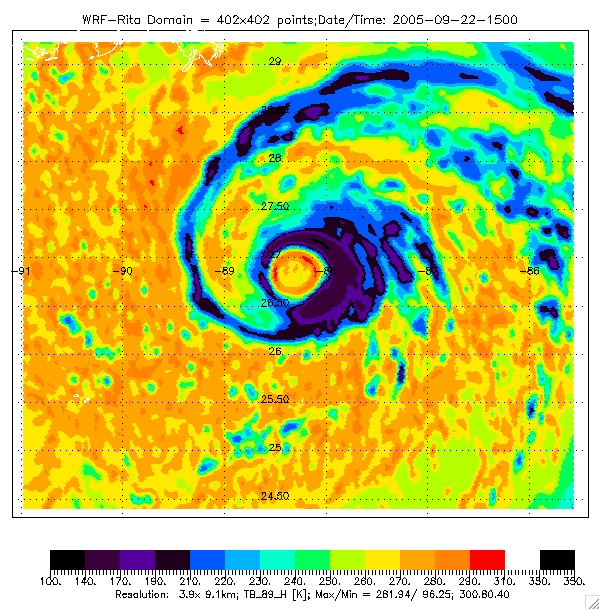 WRF-Rita Domain = 402x402 points;Date/Time: 2005-09-22-1500
29
28
27.50
-91 -90 -89 -86
26.50
26
25.50
25
24.50
100. 140. 170. 190. 210. 220. 230. 240. 250. 260. 270. 280. 290. 310. 350. 350.
Resolution: 3.9x 9.1km; TB_89_H [K]; Max/Min = 281.94/ 96.25; 300.80.40